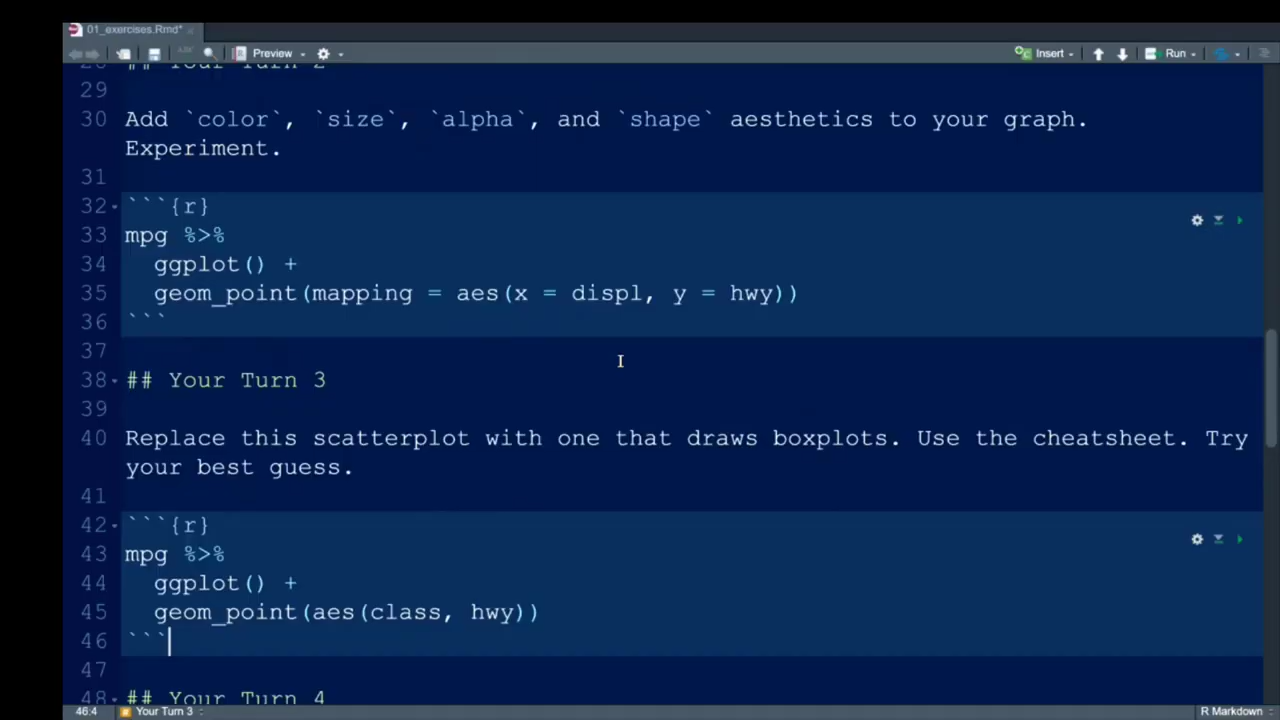 01_exercises.Rmd*
Preview
Insert
Run
28 ## Your Turn 2
29
30 Add `color`, `size`, `alpha`, and `shape` aesthetics to your graph.
Experiment.
31
32 ```{r}
33 mpg %>%
34 ggplot() +
35 geom_point(mapping = aes(x = displ, y = hwy))
36 ```
37
38 ## Your Turn 3
39
40 Replace this scatterplot with one that draws boxplots. Use the cheatsheet. Try
your best guess.
41
42 ```{r}
43 mpg %>%
44 ggplot() +
45 geom_point(aes(class, hwy))
46 ```
47
48 ## Your Turn 4
46:4 Your Turn 3 R Markdown